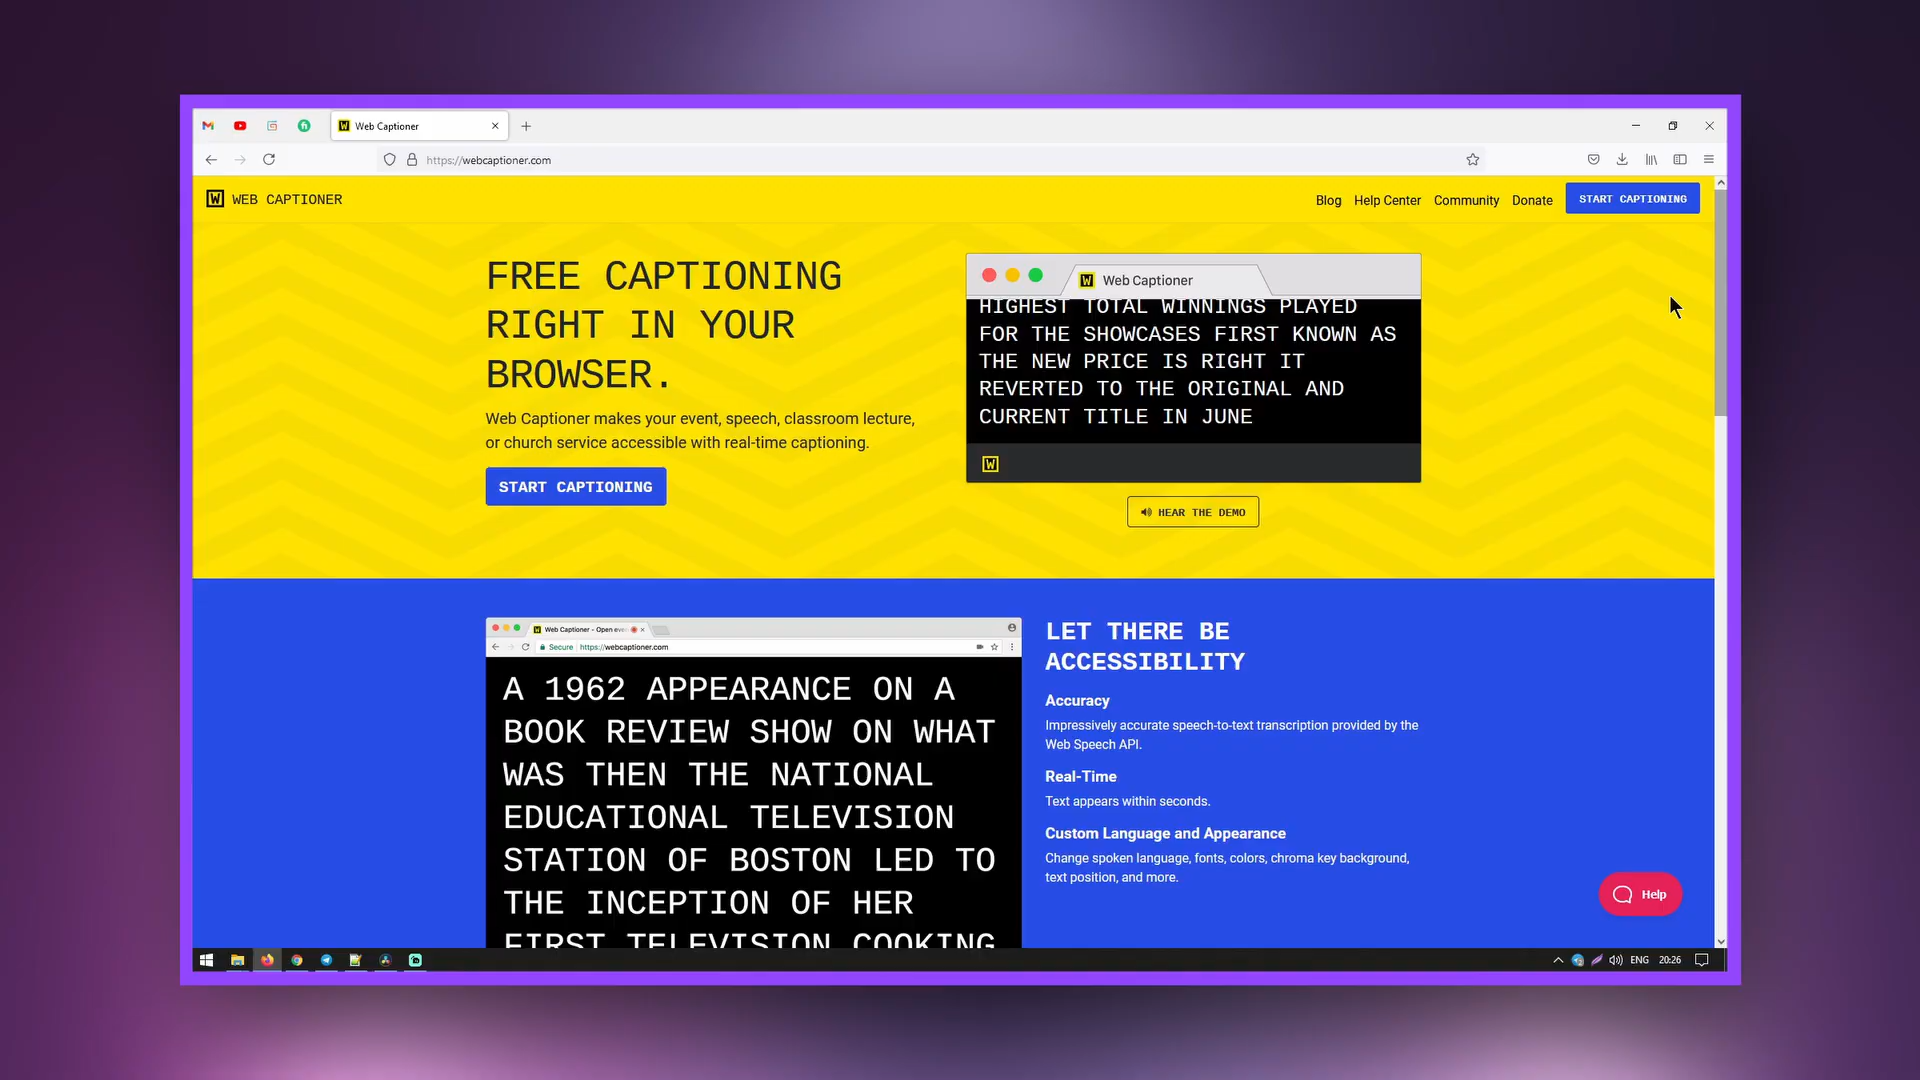 Web Captioner
https://webcaptioner.com
WEB CAPTIONER
Blog
Help Center
Community
Donate
START CAPTIONING
FREE CAPTIONING
RIGHT IN YOUR
BROWSER.
Web Captioner makes your event, speech, classroom lecture,
or church service accessible with real-time captioning.
START CAPTIONING
Web Captioner
HIGHEST TOTAL WINNINGS PLAYED
FOR THE SHOWCASES FIRST KNOWN AS
THE NEW PRICE IS RIGHT IT
REVERTED TO THE ORIGINAL AND
CURRENT TITLE IN JUNE
HEAR THE DEMO
Web Captioner - Open eve
Secure https://webcaptioner.com
A 1962 APPEARANCE ON A
BOOK REVIEW SHOW ON WHAT
WAS THEN THE NATIONAL
EDUCATIONAL TELEVISION
STATION OF BOSTON LED TO
THE INCEPTION OF HER
FIRST TELEVISION COOKING
LET THERE BE
ACCESSIBILITY
Accuracy
Impressively accurate speech-to-text transcription provided by the
Web Speech API.
Real-Time
Text appears within seconds.
Custom Language and Appearance
Change spoken language, fonts, colors, chroma key background,
text position, and more.
Help
ENG
20:26